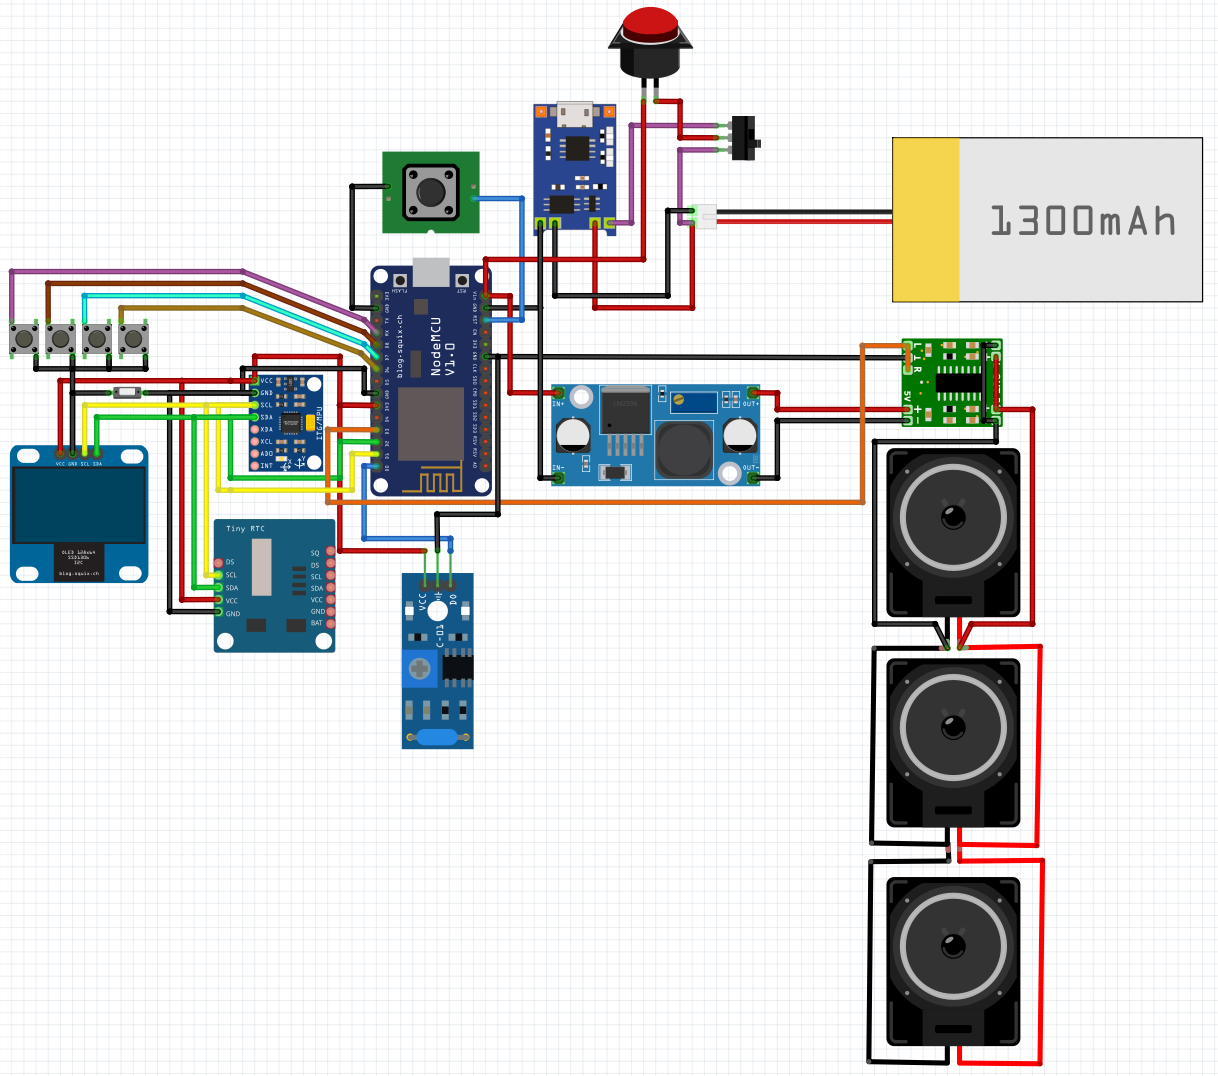 1300mAh
FLASH
RST
blog-squix-ch
NodeMCU
V1.0
VCC
GND
SCL
SDA
XDA
XCL
ADO
INT
ITG/MPU
IN+
IN-
OUT+
OUT-
L
T
R
5V
+
-
VCC GND SCL SDA
OLED 128x64
SSD1306
I2C
blog.squix.ch
Tiny RTC
DS
SCL
SDA
VCC
GND
SQ
DS
SCL
SDA
VCC
GND
BAT
VCC
DO